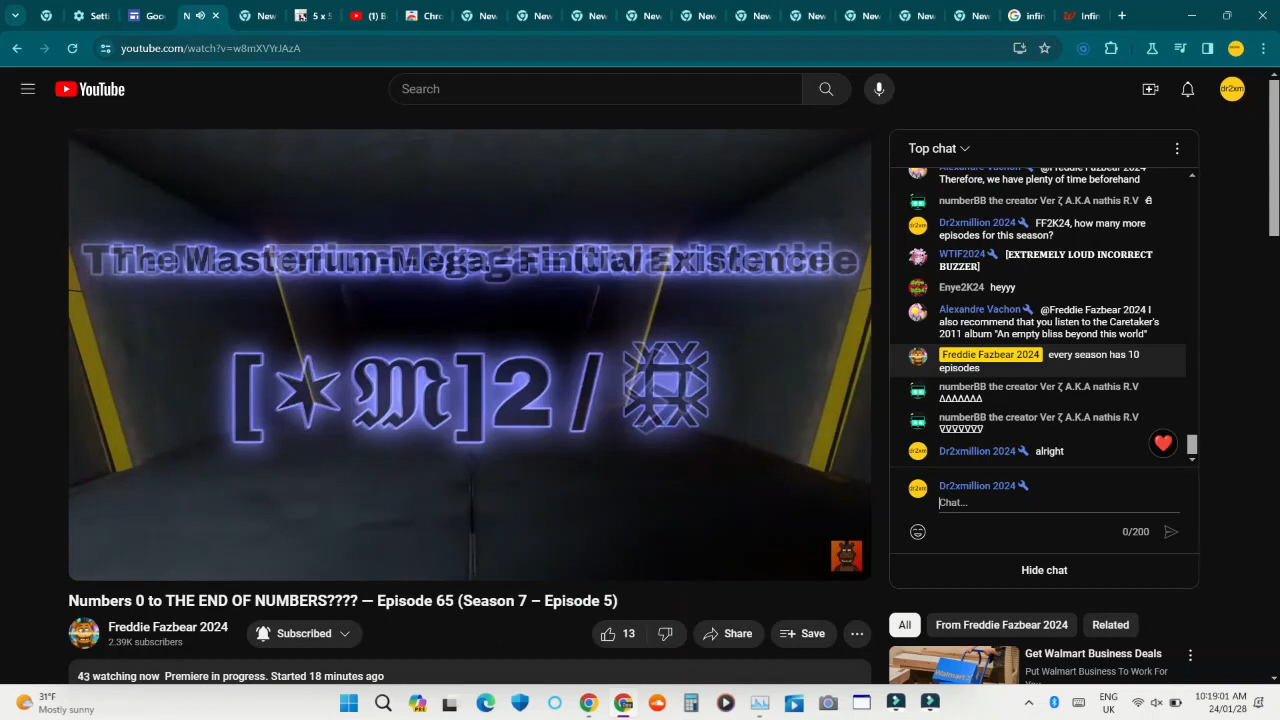 Setti
Goo
N
New
5 x 5
(1) B
Chro
New
New
New
New
New
New
New
New
New
New
infin
Infin
youtube.com/watch?v=w8mXVYrJAzA
YouTube
Search
dr2xm
The Masterium-Mega-Finitial Existence
[✶𝔐]2/
Top chat
Therefore, we have plenty of time beforehand
numberBB the creator Ver ζ A.K.A nathis R.V
Dr2xmillion 2024 FF2K24, how many more
episodes for this season?
WTIF2024 [EXTREMELY LOUD INCORRECT
BUZZER]
Enye2K24 heyyy
Alexandre Vachon @Freddie Fazbear 2024 I
also recommend that you listen to the Caretaker's
2011 album "An empty bliss beyond this world"
Freddie Fazbear 2024 every season has 10
episodes
numberBB the creator Ver ζ A.K.A nathis R.V
ΔΔΔΔΔΔΔ
numberBB the creator Ver ζ A.K.A nathis R.V
∇∇∇∇∇∇∇
Dr2xmillion 2024 alright
Dr2xmillion 2024
Chat...
0/200
Hide chat
Numbers 0 to THE END OF NUMBERS???? — Episode 65 (Season 7 – Episode 5)
Freddie Fazbear 2024
2.39K subscribers
Subscribed
13
Share
Save
43 watching now Premiere in progress. Started 18 minutes ago
All
From Freddie Fazbear 2024
Related
Get Walmart Business Deals
Put Walmart Business To Work For
31°F
Mostly sunny
PRE
ENG
UK
10:19:01 AM
24/01/28